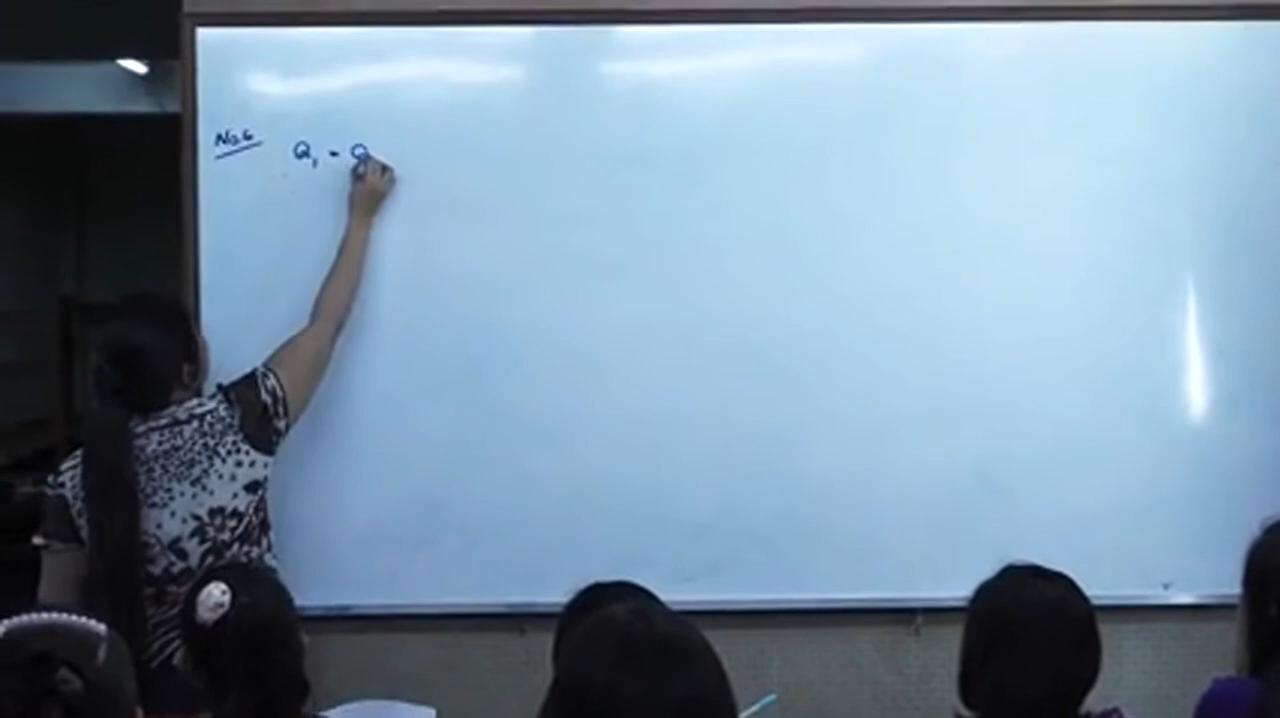 No.6 Q₁ = Q